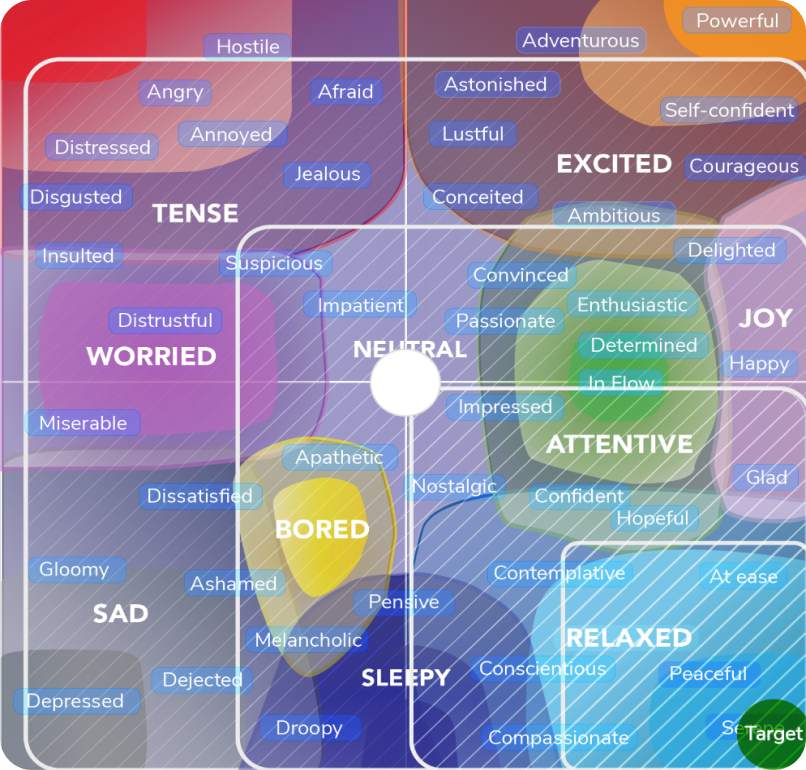 Powerful
Hostile
Adventurous
Angry
Afraid
Astonished
Self-confident
Distressed
Annoyed
Lustful
EXCITED
Courageous
Jealous
Disgusted
TENSE
Conceited
Ambitious
Insulted
Suspicious
Delighted
Convinced
Impatient
Enthusiastic
Distrustful
Passionate
JOY
WORRIED
NEUTRAL
Determined
Happy
In Flow
Miserable
Impressed
ATTENTIVE
Apathetic
Glad
Dissatisfied
Nostalgic
Confident
BORED
Hopeful
Gloomy
Ashamed
Contemplative
At ease
SAD
Pensive
Melancholic
RELAXED
Dejected
SLEEPY
Conscientious
Peaceful
Depressed
Droopy
Compassionate
Serene
Target